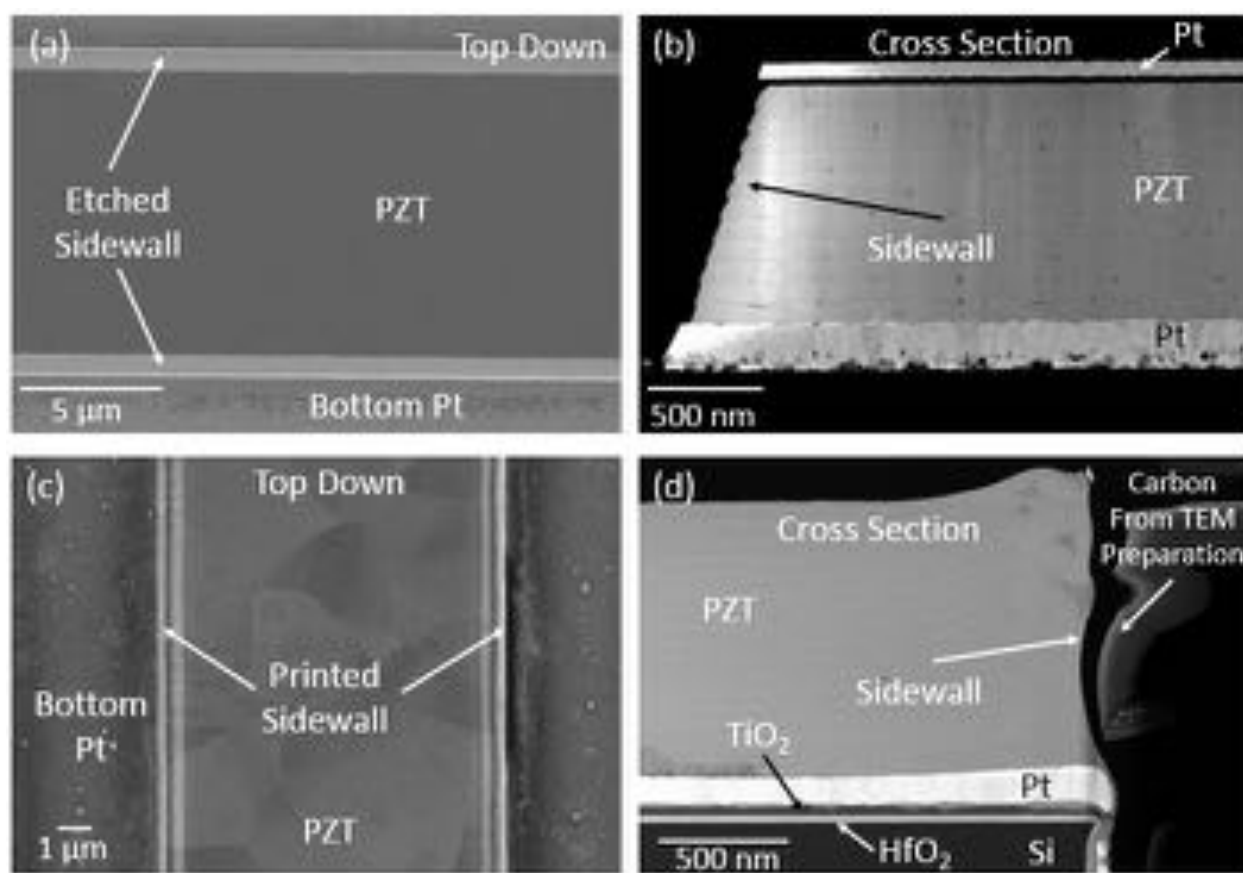 (a)
Top Down
Etched
Sidewall
PZT
5 μm
Bottom Pt
(b)
Cross Section
Pt
PZT
Sidewall
Pt
500 nm
(c)
Top Down
Printed
Sidewall
Bottom
Pt
1 μm
PZT
(d)
Carbon
From TEM
Preparation
Cross Section
PZT
Sidewall
TiO₂
Pt
500 nm
HfO₂
Si